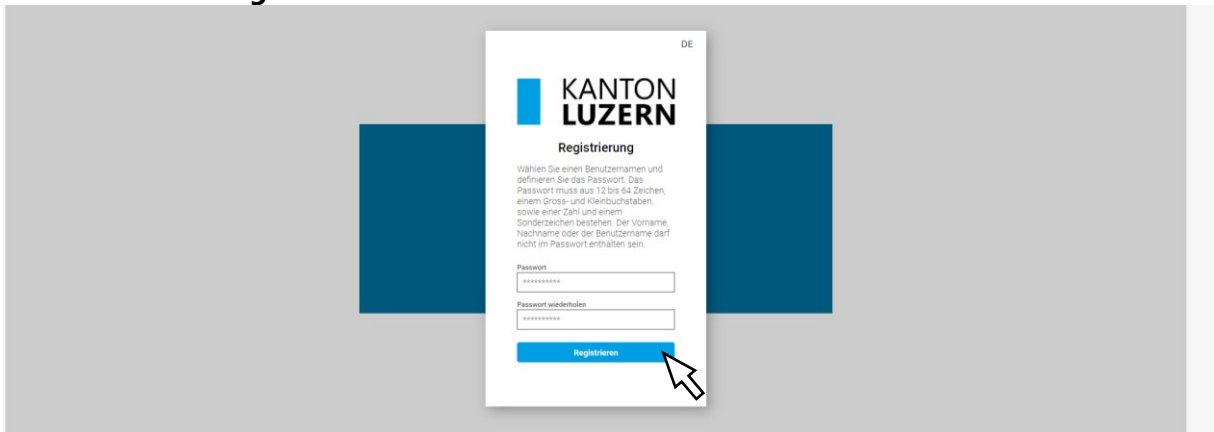 DE
KANTON
LUZERN
Registrierung
Wählen Sie einen Benutzernamen und
definieren Sie das Passwort. Das
Passwort muss aus 12 bis 64 Zeichen,
einem Gross- und Kleinbuchstaben,
sowie einer Zahl und einem
Sonderzeichen bestehen. Der Vorname,
Nachname oder der Benutzername darf
nicht im Passwort enthalten sein.
Passwort
**********
Passwort wiederholen
**********
Registrieren